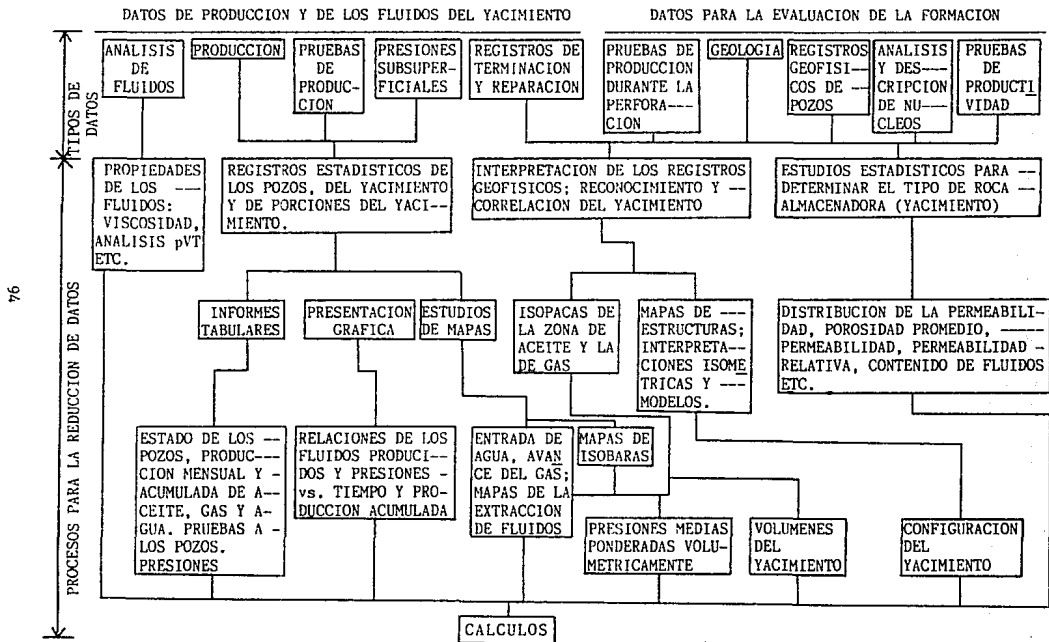 DATOS DE PRODUCCION Y DE LOS FLUIDOS DEL YACIMIENTO
DATOS PARA LA EVALUACION DE LA FORMACION
TIPOS DE
DATOS
ANALISIS
DE
FLUIDOS
PRODUCCION
PRUEBAS
DE
PRODUC-
CION
PRESIONES
SUBSUPER-
FICIALES
REGISTROS DE
TERMINACION
Y REPARACION
PRUEBAS DE
PRODUCCION
DURANTE LA
PERFORA----
CION
GEOLOGIA
REGISTROS
GEOFISI---
COS DE -
POZOS
ANALISIS
Y DES---
CRIPCION
DE NU---
CLEOS
PRUEBAS
DE
PRODUCTI
VIDAD
PROCESOS PARA LA REDUCCION DE DATOS
PROPIEDADES
DE LOS ----
FLUIDOS:
VISCOSIDAD,
ANALISIS pVT
ETC.
REGISTROS ESTADISTICOS DE
LOS POZOS, DEL YACIMIENTO
Y DE PORCIONES DEL YACI--
MIENTO.
INTERPRETACION DE LOS REGISTROS
GEOFISICOS; RECONOCIMIENTO Y --
CORRELACION DEL YACIMIENTO
ESTUDIOS ESTADISTICOS PARA --
DETERMINAR EL TIPO DE ROCA
ALMACENADORA (YACIMIENTO)
94
INFORMES
TABULARES
PRESENTACION
GRAFICA
ESTUDIOS
DE MAPAS
ISOPACAS DE
LA ZONA DE
ACEITE Y LA
DE GAS
MAPAS DE ---
ESTRUCTURAS;
INTERPRETA--
CIONES ISOME
TRICAS Y ---
MODELOS.
DISTRIBUCION DE LA PERMEABILI-
DAD, POROSIDAD PROMEDIO, -----
PERMEABILIDAD, PERMEABILIDAD -
RELATIVA, CONTENIDO DE FLUIDOS
ETC.
ESTADO DE LOS --
POZOS, PRODUC---
CION MENSUAL Y -
ACUMULADA DE A--
CEITE, GAS Y A-
GUA. PRUEBAS A -
LOS POZOS.
PRESIONES
RELACIONES DE LOS
FLUIDOS PRODUCI--
DOS Y PRESIONES -
vs. TIEMPO Y PRO-
DUCCION ACUMULADA
ENTRADA DE
AGUA, AVAN
CE DEL GAS;
MAPAS DE LA
EXTRACCION
DE FLUIDOS
MAPAS DE
ISOBARAS
PRESIONES MEDIAS
PONDERADAS VOLU-
METRICAMENTE
VOLUMENES
DEL
YACIMIENTO
CONFIGURACION
DEL
YACIMIENTO
CALCULOS